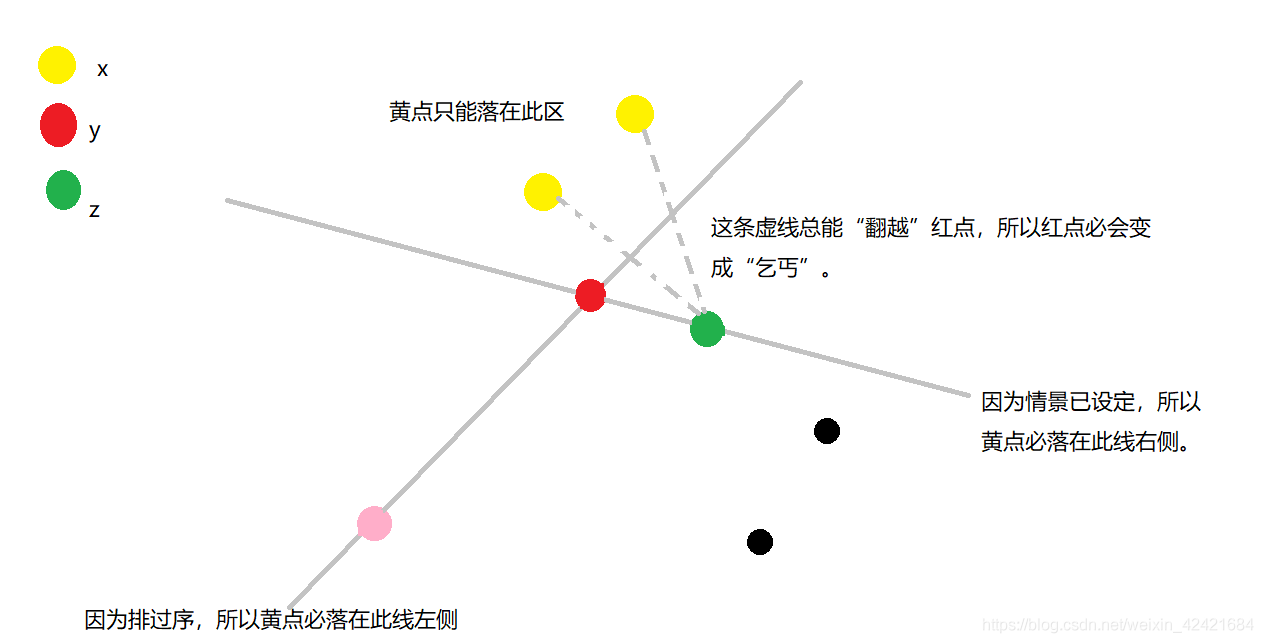 x
黄点只能落在此区
y
z
这条虚线总能“翻越”红点，所以红点必会变
成“乞丐”。
因为情景已设定，所以
黄点必落在此线右侧。
因为排过序，所以黄点必落在此线左侧
https://blog.csdn.net/weixin_42421684